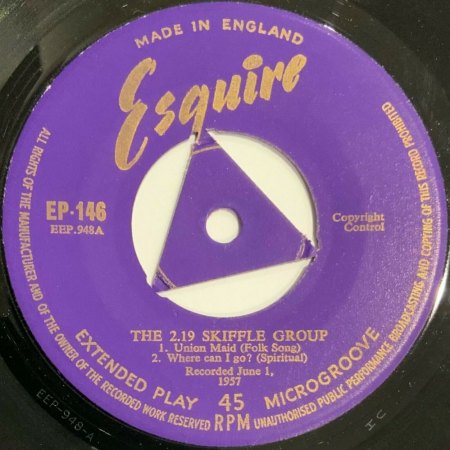 MADE IN ENGLAND
Esquire
EP-146
EEP.948A
Copyright
Control
THE 2.19 SKIFFLE GROUP
1. Union Maid (Folk Song)
2. Where can I go? (Spiritual)
Recorded June 1,
1957
EXTENDED PLAY 45 RPM MICROGROOVE
ALL RIGHTS OF THE MANUFACTURER AND OF THE OWNER OF THE RECORDED WORK RESERVED UNAUTHORISED PUBLIC PERFORMANCE BROADCASTING AND COPYING OF THIS RECORD PROHIBITED
EEP-948-A